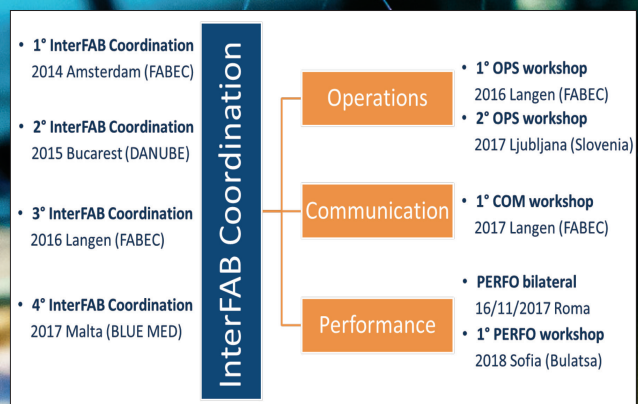 • 1° InterFAB Coordination
2014 Amsterdam (FABEC)
• 2° InterFAB Coordination
2015 Bucarest (DANUBE)
• 3° InterFAB Coordination
2016 Langen (FABEC)
• 4° InterFAB Coordination
2017 Malta (BLUE MED)
InterFAB Coordination
Operations
• 1° OPS workshop
2016 Langen (FABEC)
• 2° OPS workshop
2017 Ljubljana (Slovenia)
Communication
• 1° COM workshop
2017 Langen (FABEC)
Performance
• PERFO bilateral
16/11/2017 Roma
• 1° PERFO workshop
2018 Sofia (Bulatsa)